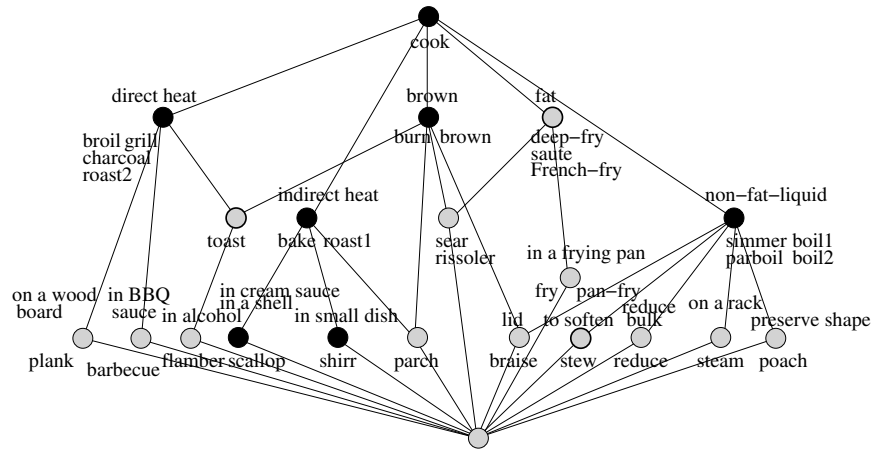 cook
direct heat
brown
fat
broil grill
charcoal
roast2
burn brown
deep-fry
saute
French-fry
indirect heat
non-fat-liquid
toast
bake roast1
sear
rissoler
simmer boil1
parboil boil2
in a frying pan
fry pan-fry
on a wood
board
in BBQ
sauce
in alcohol
in cream sauce
in a shell
in small dish
lid
to soften
reduce
bulk
on a rack
preserve shape
plank
barbecue
flamber
scallop
shirr
parch
braise
stew
reduce
steam
poach